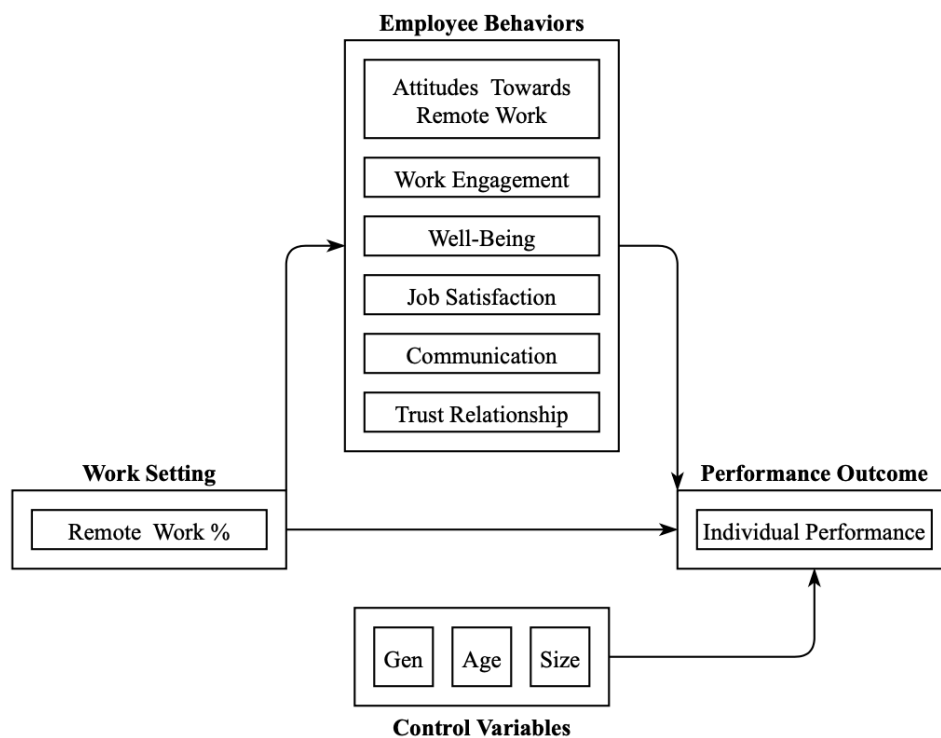 Employee Behaviors
Attitudes Towards
Remote Work
Work Engagement
Well-Being
Job Satisfaction
Communication
Trust Relationship
Work Setting
Remote Work %
Performance Outcome
Individual Performance
Gen
Age
Size
Control Variables